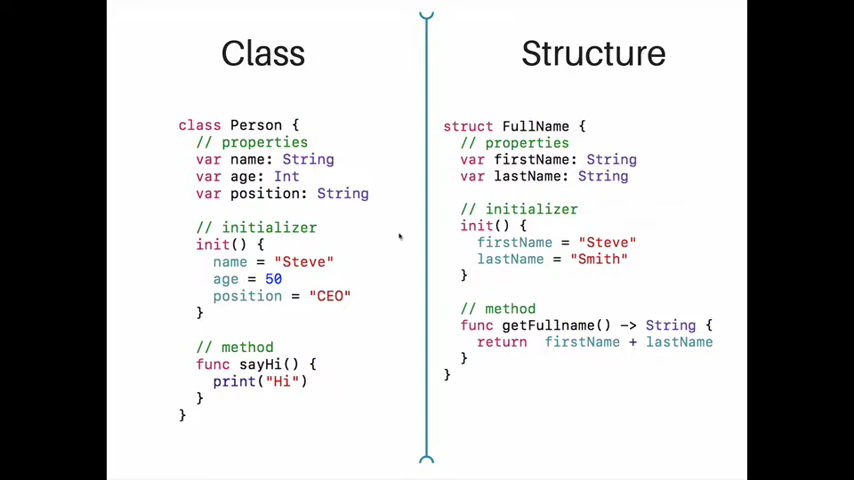 Class
class Person {
// properties
var name: String
var age: Int
var position: String
// initializer
init() {
name = "Steve"
age = 50
position = "CEO"
}
// method
func sayHi() {
print("Hi")
}
}
Structure
struct FullName {
// properties
var firstName: String
var lastName: String
// initializer
init() {
firstName = "Steve"
lastName = "Smith"
}
// method
func getFullname() -> String {
return firstName + lastName
}
}